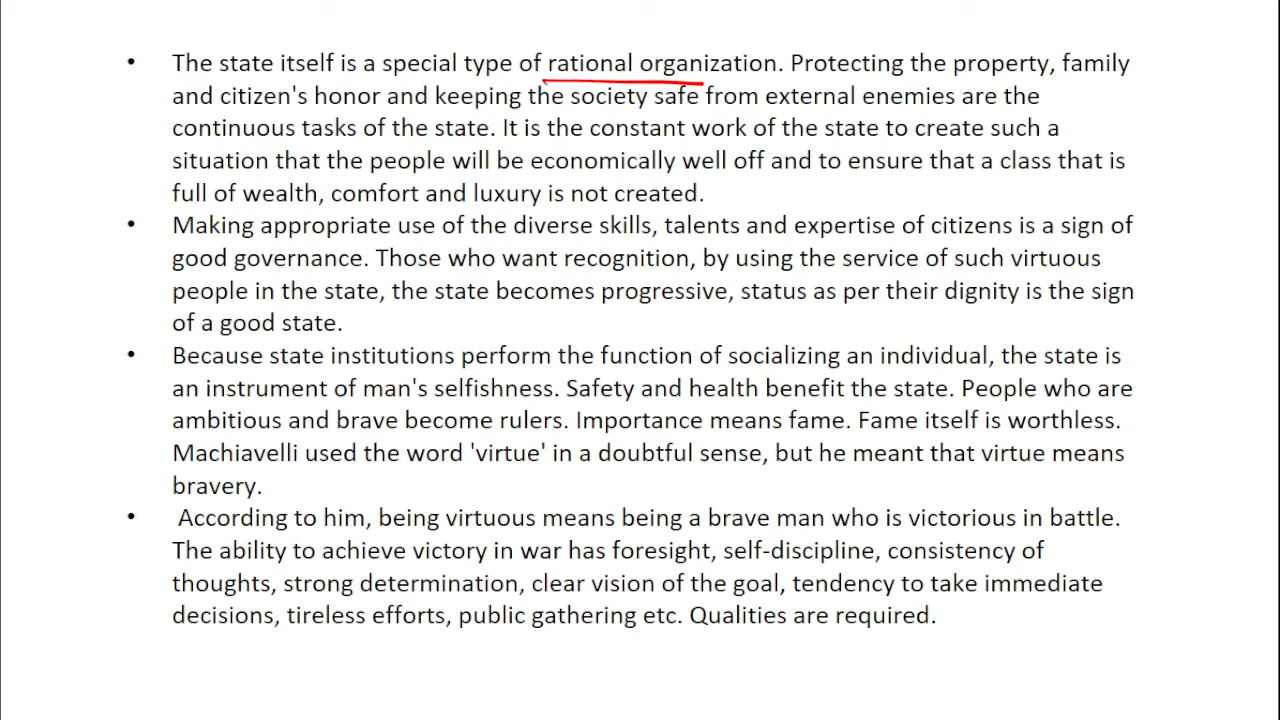 • The state itself is a special type of rational organization. Protecting the property, family
and citizen's honor and keeping the society safe from external enemies are the
continuous tasks of the state. It is the constant work of the state to create such a
situation that the people will be economically well off and to ensure that a class that is
full of wealth, comfort and luxury is not created.
• Making appropriate use of the diverse skills, talents and expertise of citizens is a sign of
good governance. Those who want recognition, by using the service of such virtuous
people in the state, the state becomes progressive, status as per their dignity is the sign
of a good state.
• Because state institutions perform the function of socializing an individual, the state is
an instrument of man's selfishness. Safety and health benefit the state. People who are
ambitious and brave become rulers. Importance means fame. Fame itself is worthless.
Machiavelli used the word 'virtue' in a doubtful sense, but he meant that virtue means
bravery.
• According to him, being virtuous means being a brave man who is victorious in battle.
The ability to achieve victory in war has foresight, self-discipline, consistency of
thoughts, strong determination, clear vision of the goal, tendency to take immediate
decisions, tireless efforts, public gathering etc. Qualities are required.